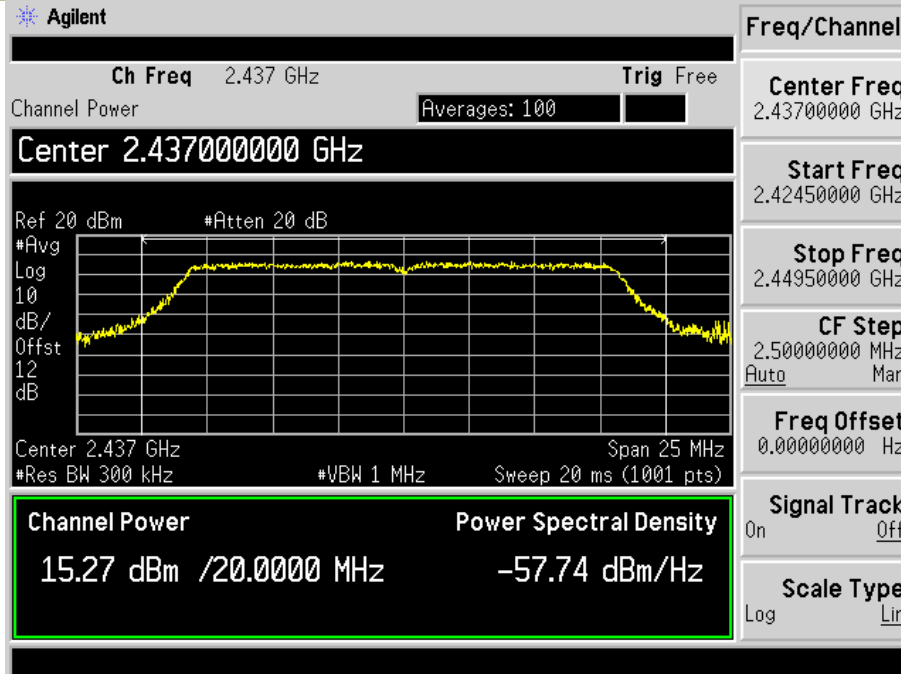 Agilent
Freq/Channel
Ch Freq 2.437 GHz Trig Free
Channel Power Averages: 100
Center 2.437000000 GHz
Ref 20 dBm #Atten 20 dB
#Avg
Log
10
dB/
Offst
12
dB
Center 2.437 GHz Span 25 MHz
#Res BW 300 kHz #VBW 1 MHz Sweep 20 ms (1001 pts)
Channel Power Power Spectral Density
15.27 dBm /20.0000 MHz -57.74 dBm/Hz
Center Freq
2.43700000 GHz
Start Freq
2.42450000 GHz
Stop Freq
2.44950000 GHz
CF Step
2.50000000 MHz
Auto Man
Freq Offset
0.00000000 Hz
Signal Track
On Off
Scale Type
Log Lin